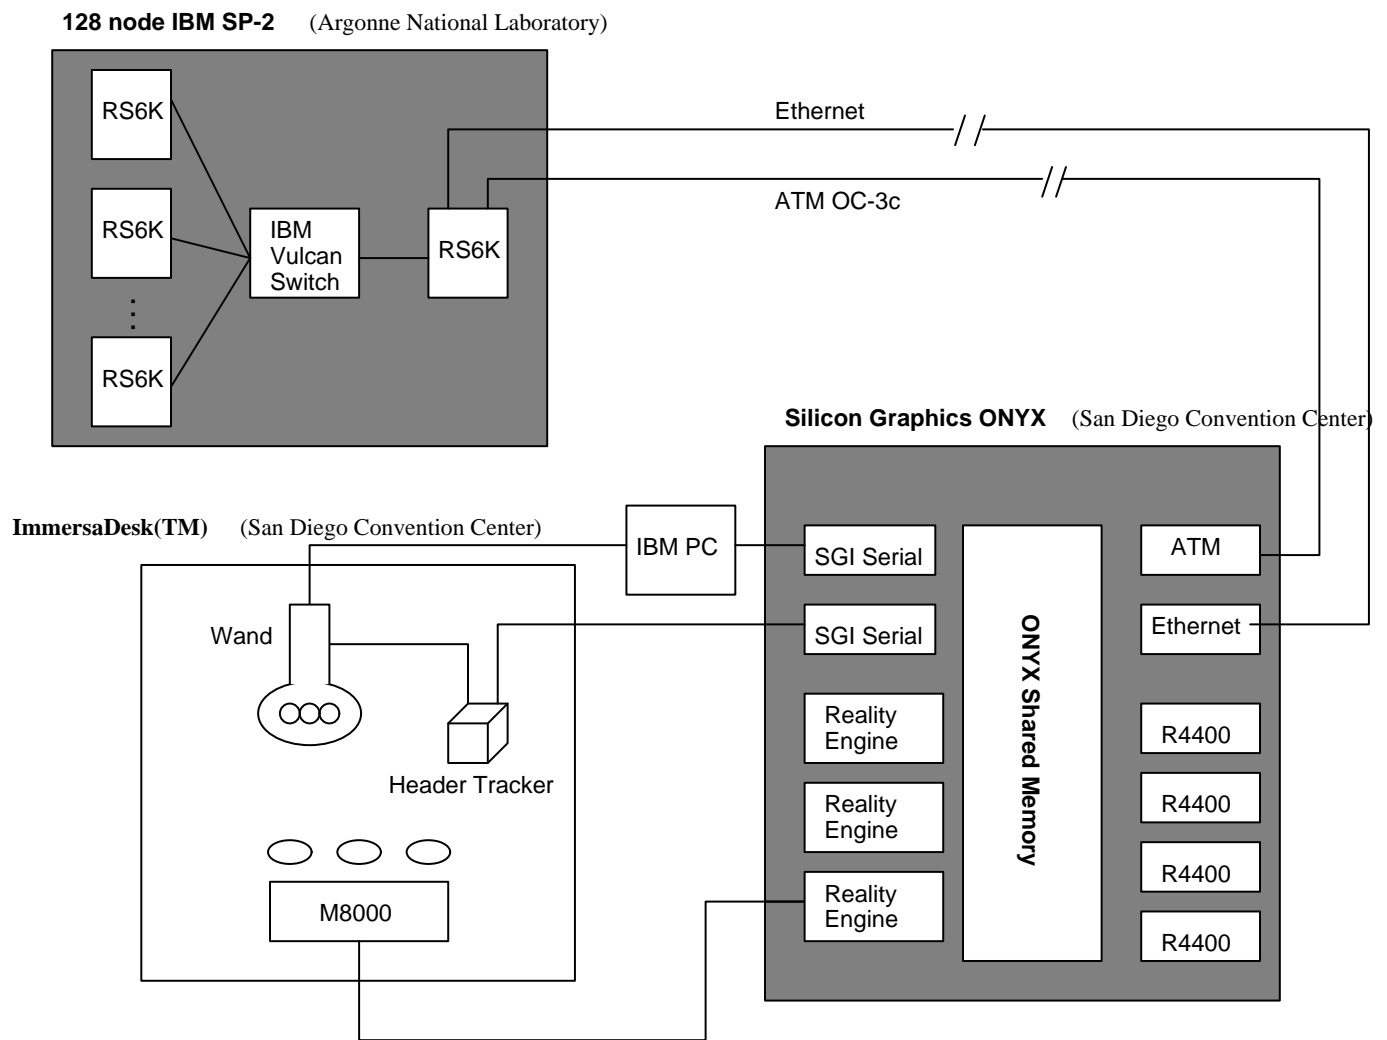 128 node IBM SP-2 (Argonne National Laboratory)
RS6K
RS6K
RS6K
IBM
Vulcan
Switch
RS6K
Ethernet
ATM OC-3c
Silicon Graphics ONYX (San Diego Convention Center)
ImmersaDesk(TM) (San Diego Convention Center)
IBM PC
Wand
Header Tracker
M8000
SGI Serial
SGI Serial
Reality
Engine
Reality
Engine
Reality
Engine
ONYX Shared Memory
ATM
Ethernet
R4400
R4400
R4400
R4400